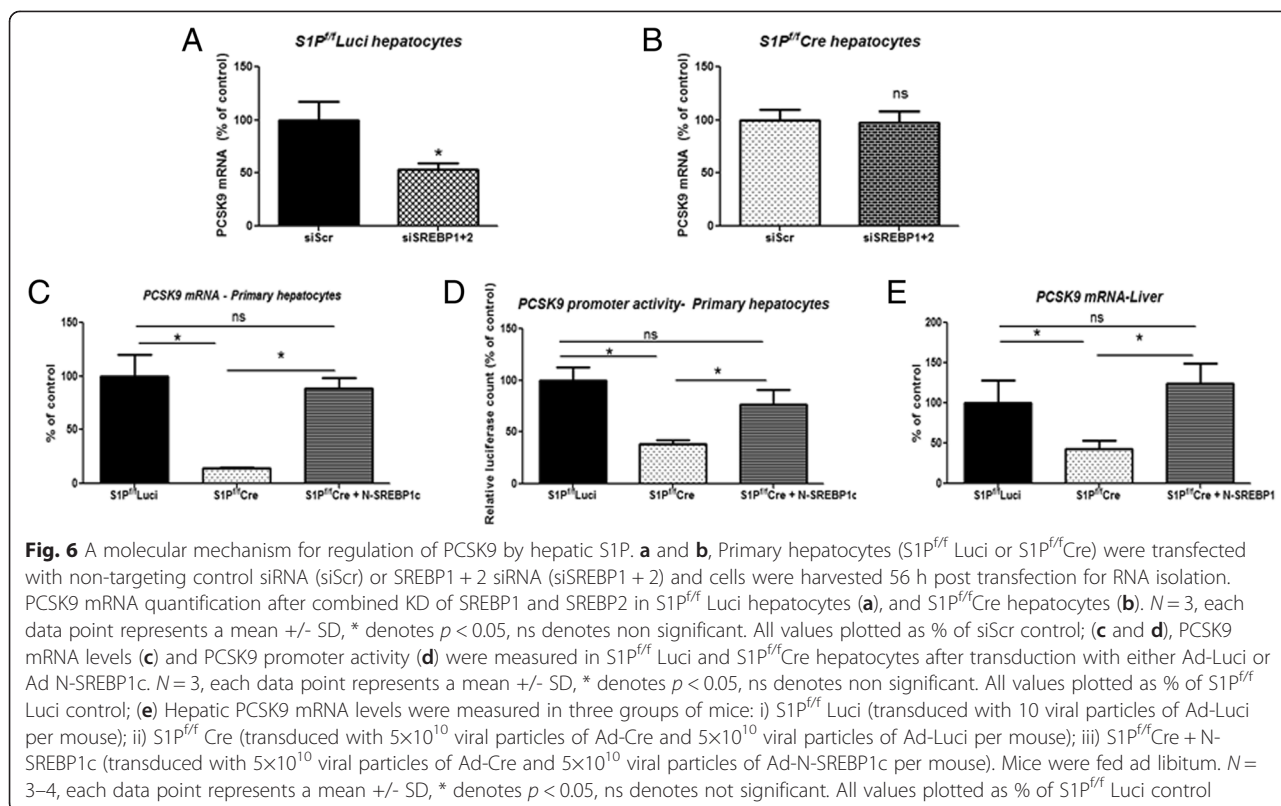 A
S1P^f/f Luci hepatocytes
PCSK9 mRNA (% of control)
150
100
50
0
*
siScr
siSREBP1+2
B
S1P^f/f Cre hepatocytes
PCSK9 mRNA (% of control)
150
100
50
0
ns
siScr
siSREBP1+2
C
PCSK9 mRNA - Primary hepatocytes
% of control
150
100
50
0
ns
*
*
S1P^f/f Luci
S1P^f/f Cre
S1P^f/f Cre + N-SREBP1c
D
PCSK9 promoter activity- Primary hepatocytes
Relative luciferase count (% of control)
150
100
50
0
ns
*
*
S1P^f/f Luci
S1P^f/f Cre
S1P^f/f Cre + N-SREBP1c
E
PCSK9 mRNA-Liver
% of control
200
150
100
50
0
ns
*
*
S1P^f/f Luci
S1P^f/f Cre
S1P^f/f Cre + N-SREBP1
Fig. 6 A molecular mechanism for regulation of PCSK9 by hepatic S1P. a and b, Primary hepatocytes (S1P^f/f Luci or S1P^f/f Cre) were transfected
with non-targeting control siRNA (siScr) or SREBP1 + 2 siRNA (siSREBP1 + 2) and cells were harvested 56 h post transfection for RNA isolation.
PCSK9 mRNA quantification after combined KD of SREBP1 and SREBP2 in S1P^f/f Luci hepatocytes (a), and S1P^f/f Cre hepatocytes (b). N = 3, each
data point represents a mean +/- SD, * denotes p < 0.05, ns denotes non significant. All values plotted as % of siScr control; (c and d), PCSK9
mRNA levels (c) and PCSK9 promoter activity (d) were measured in S1P^f/f Luci and S1P^f/f Cre hepatocytes after transduction with either Ad-Luci or
Ad N-SREBP1c. N = 3, each data point represents a mean +/- SD, * denotes p < 0.05, ns denotes non significant. All values plotted as % of S1P^f/f
Luci control; (e) Hepatic PCSK9 mRNA levels were measured in three groups of mice: i) S1P^f/f Luci (transduced with 10 viral particles of Ad-Luci
per mouse); ii) S1P^f/f Cre (transduced with 5×10^10 viral particles of Ad-Cre and 5×10^10 viral particles of Ad-Luci per mouse); iii) S1P^f/f Cre + N-
SREBP1c (transduced with 5×10^10 viral particles of Ad-Cre and 5×10^10 viral particles of Ad-N-SREBP1c per mouse). Mice were fed ad libitum. N =
3–4, each data point represents a mean +/- SD, * denotes p < 0.05, ns denotes not significant. All values plotted as % of S1P^f/f Luci control